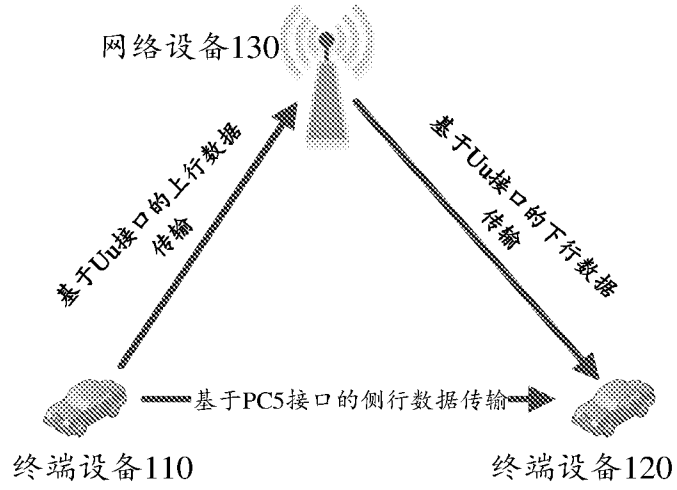 网络设备130
基于Uu接口的上行数据
传输
基于Uu接口的下行数据
传输
基于PC5接口的侧行数据传输
终端设备110
终端设备120